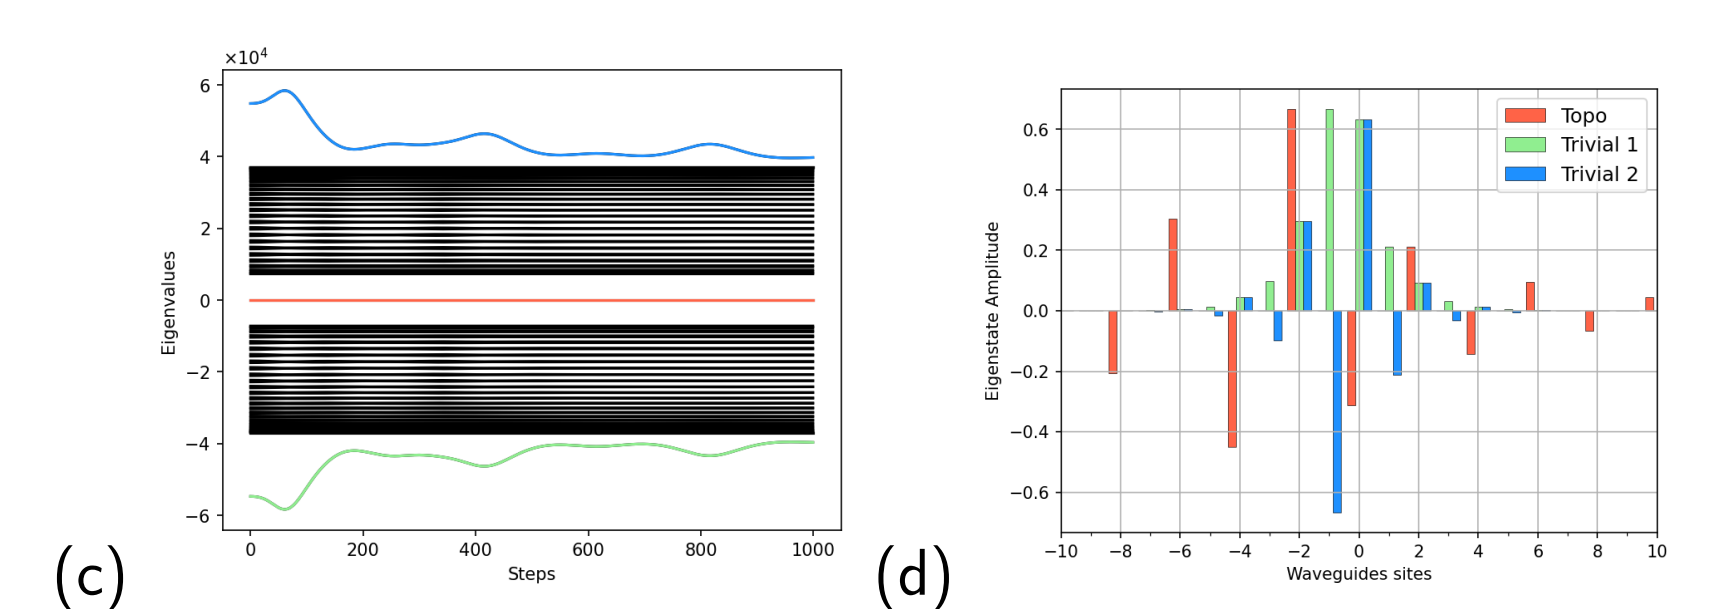 ×10⁴
6
4
2
0
−2
−4
−6
Eigenvalues
0 200 400 600 800 1000
Steps
(c)
0.6
0.4
0.2
0.0
−0.2
−0.4
−0.6
Eigenstate Amplitude
−10 −8 −6 −4 −2 0 2 4 6 8 10
Waveguides sites
Topo
Trivial 1
Trivial 2
(d)